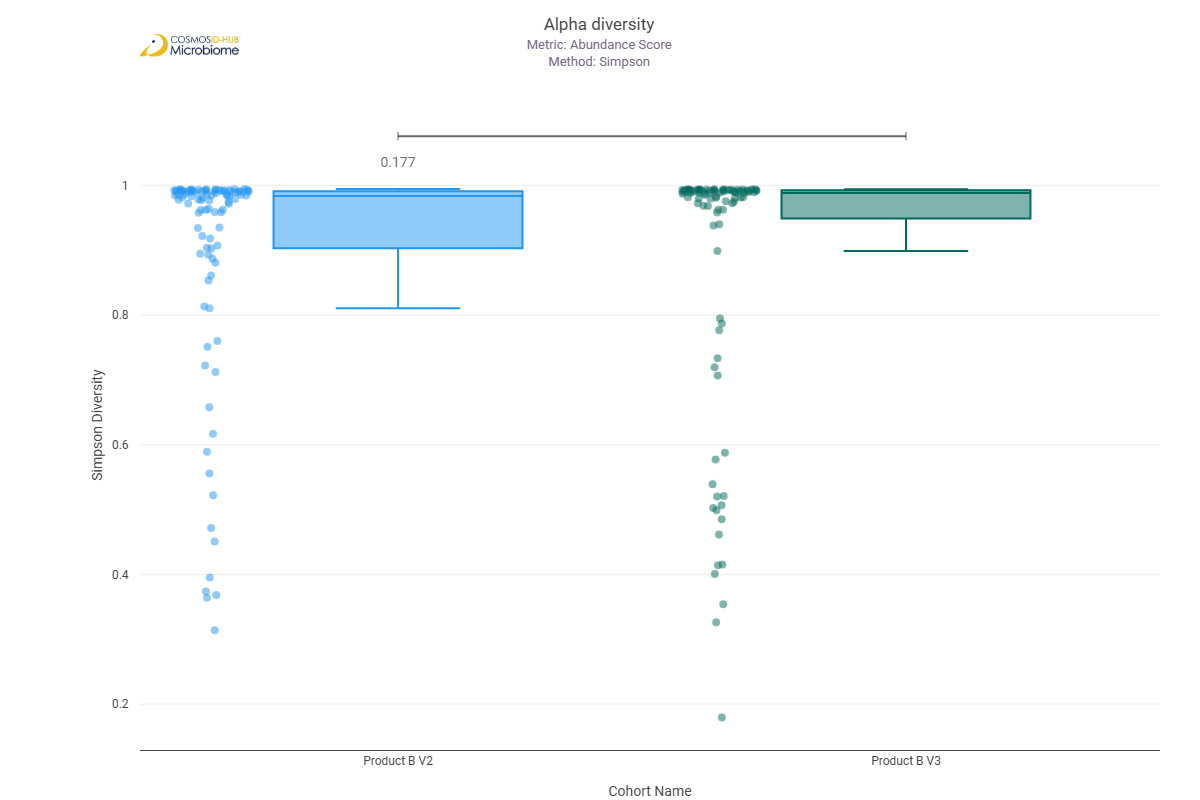 Alpha diversity
Metric: Abundance Score
Method: Simpson
COSMOSID-HUB
Microbiome
0.177
1
0.8
0.6
0.4
0.2
Simpson Diversity
Product B V2
Product B V3
Cohort Name